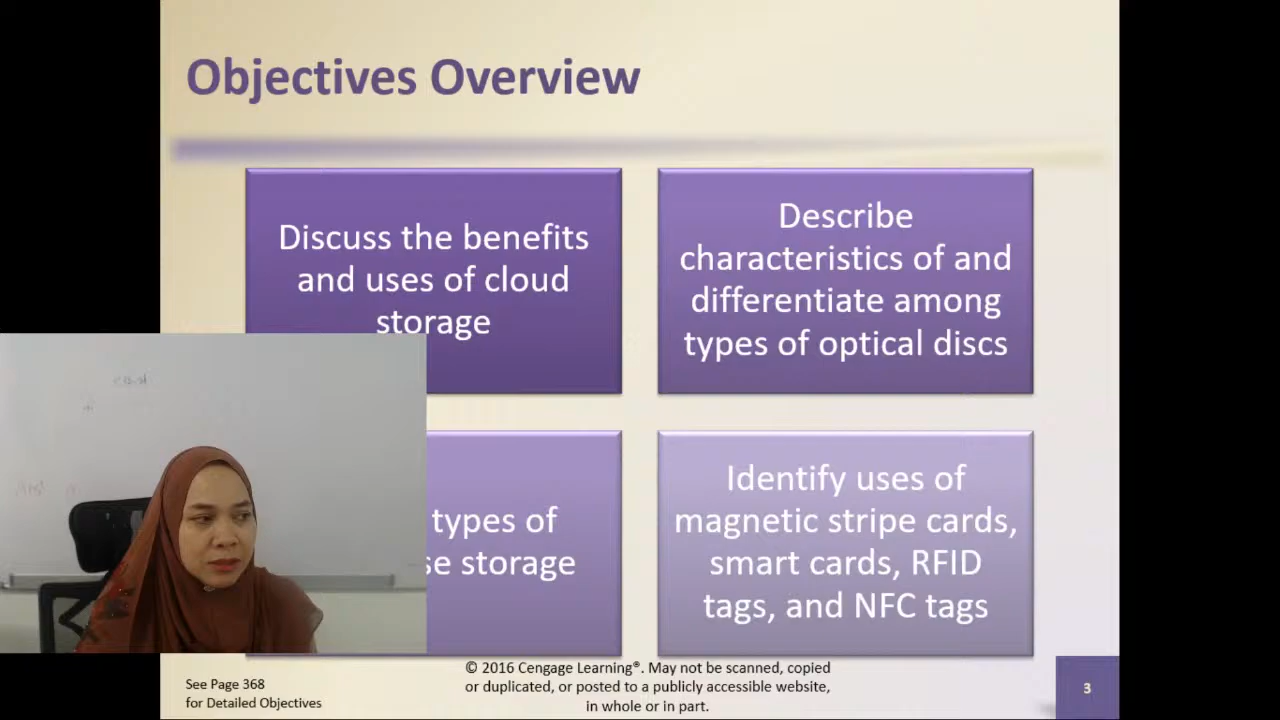 Objectives Overview
Discuss the benefits
and uses of cloud
storage
Describe
characteristics of and
differentiate among
types of optical discs
types of
storage
Identify uses of
magnetic stripe cards,
smart cards, RFID
tags, and NFC tags
See Page 368
for Detailed Objectives
© 2016 Cengage Learning®. May not be scanned, copied
or duplicated, or posted to a publicly accessible website,
in whole or in part.
3